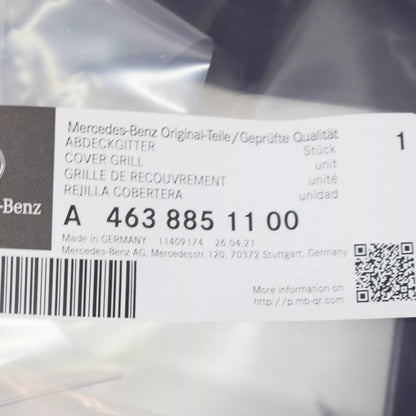 Mercedes-Benz Original-Teile/Geprüfte Qualität
ABDECKGITTER Stück 1
COVER GRILL unit
GRILLE DE RECOUVREMENT unité
REJILLA COBERTERA unidad
-Benz
A 463 885 11 00
Made in GERMANY 11409174 26.04.21
Mercedes-Benz AG, Mercedesstr.120, 70372 Stuttgart, Germany
More information on
http://p.mb-qr.com/